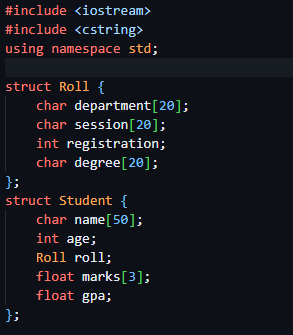 #include <iostream>
#include <cstring>
using namespace std;

struct Roll {
    char department[20];
    char session[20];
    int registration;
    char degree[20];
};
struct Student {
    char name[50];
    int age;
    Roll roll;
    float marks[3];
    float gpa;
};